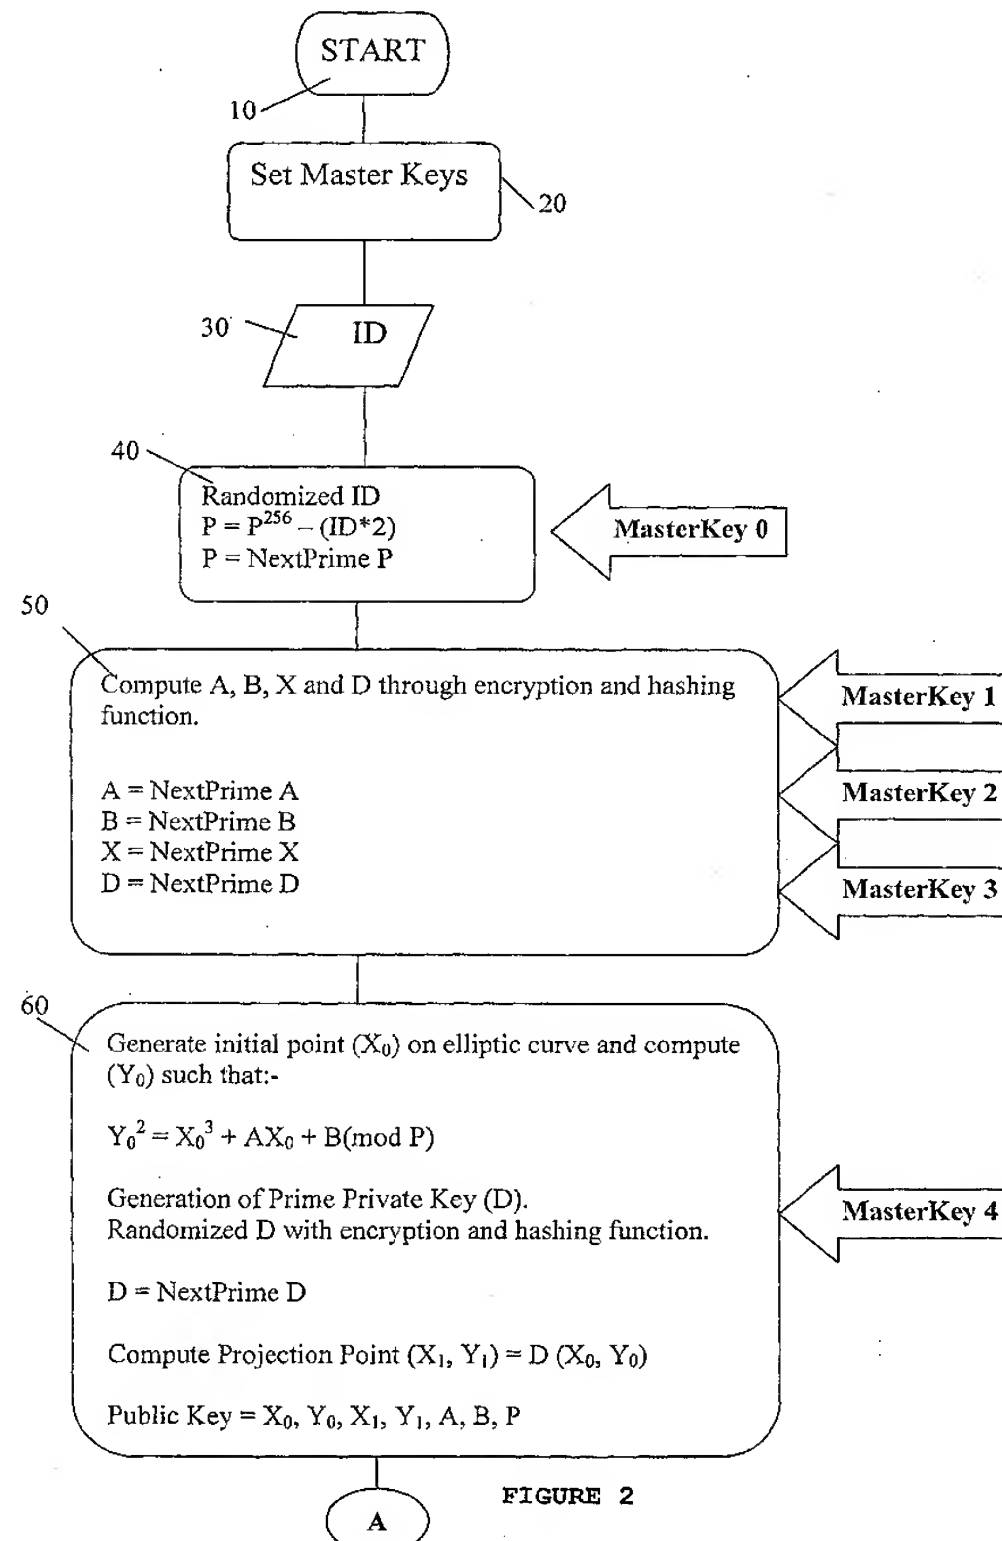 START
10
Set Master Keys
20
30
ID
40
Randomized ID
P = P²⁵⁶ – (ID*2)
P = NextPrime P
MasterKey 0
50
Compute A, B, X and D through encryption and hashing
function.
A = NextPrime A
B = NextPrime B
X = NextPrime X
D = NextPrime D
MasterKey 1
MasterKey 2
MasterKey 3
60
Generate initial point (X₀) on elliptic curve and compute
(Y₀) such that:-
Y₀² = X₀³ + AX₀ + B(mod P)
Generation of Prime Private Key (D).
Randomized D with encryption and hashing function.
D = NextPrime D
Compute Projection Point (X₁, Y₁) = D (X₀, Y₀)
Public Key = X₀, Y₀, X₁, Y₁, A, B, P
MasterKey 4
FIGURE 2
A